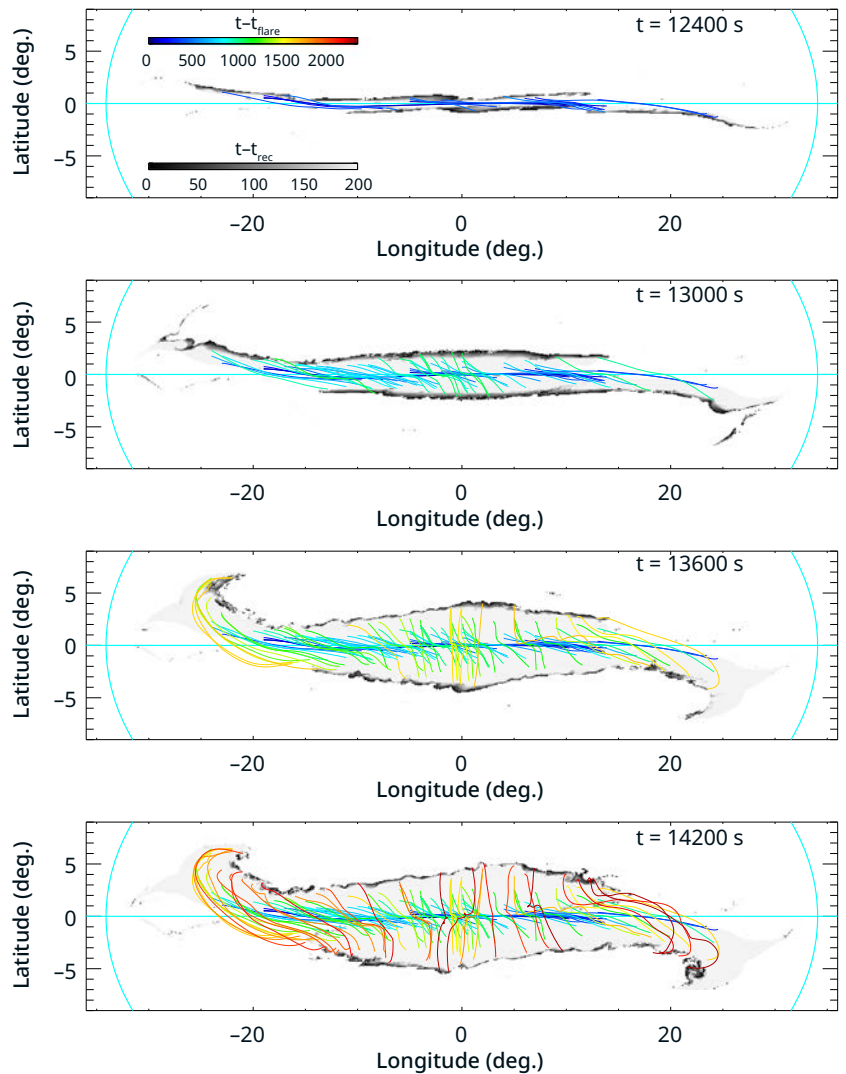 t–t_flare
t = 12400 s
0 500 1000 1500 2000
5
0
−5
Latitude (deg.)
t–t_rec
0 50 100 150 200
−20 0 20
Longitude (deg.)
t = 13000 s
5
0
−5
Latitude (deg.)
−20 0 20
Longitude (deg.)
t = 13600 s
5
0
−5
Latitude (deg.)
−20 0 20
Longitude (deg.)
t = 14200 s
5
0
−5
Latitude (deg.)
−20 0 20
Longitude (deg.)